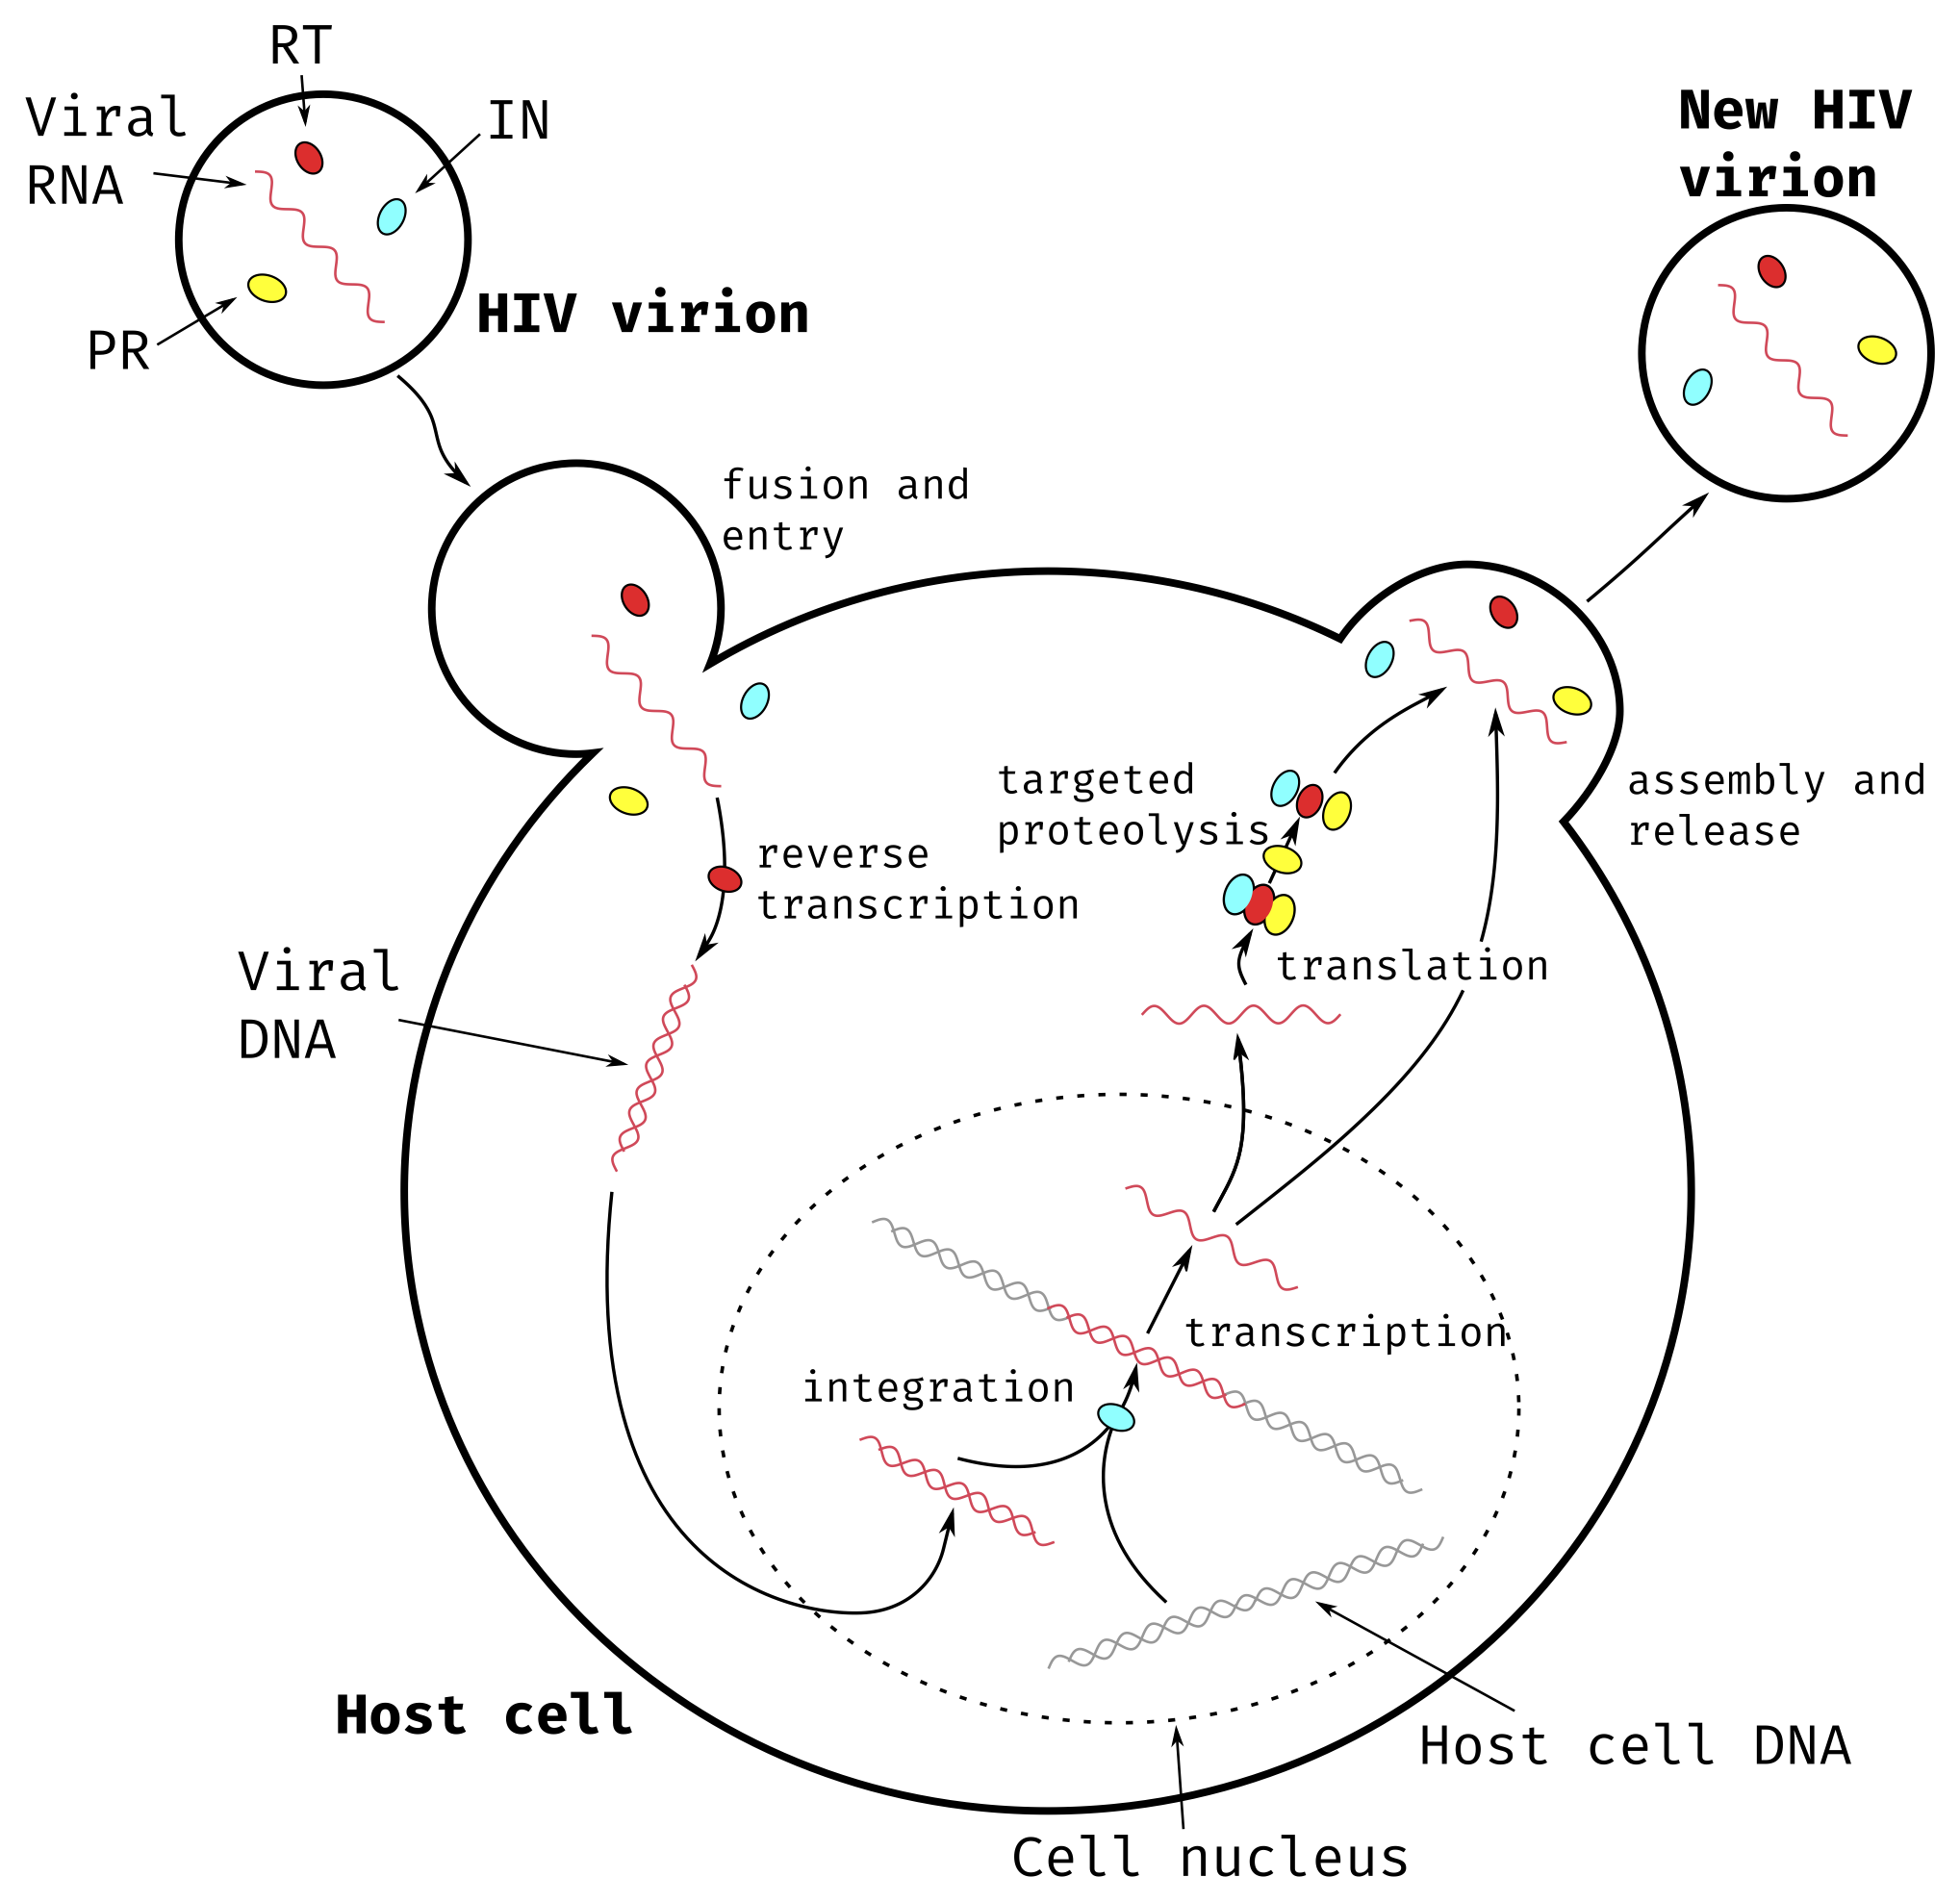 RT
Viral
RNA
IN
PR
HIV virion
New HIV
virion
fusion and
entry
targeted
proteolysis
assembly and
release
reverse
transcription
translation
Viral
DNA
transcription
integration
Host cell
Host cell DNA
Cell nucleus